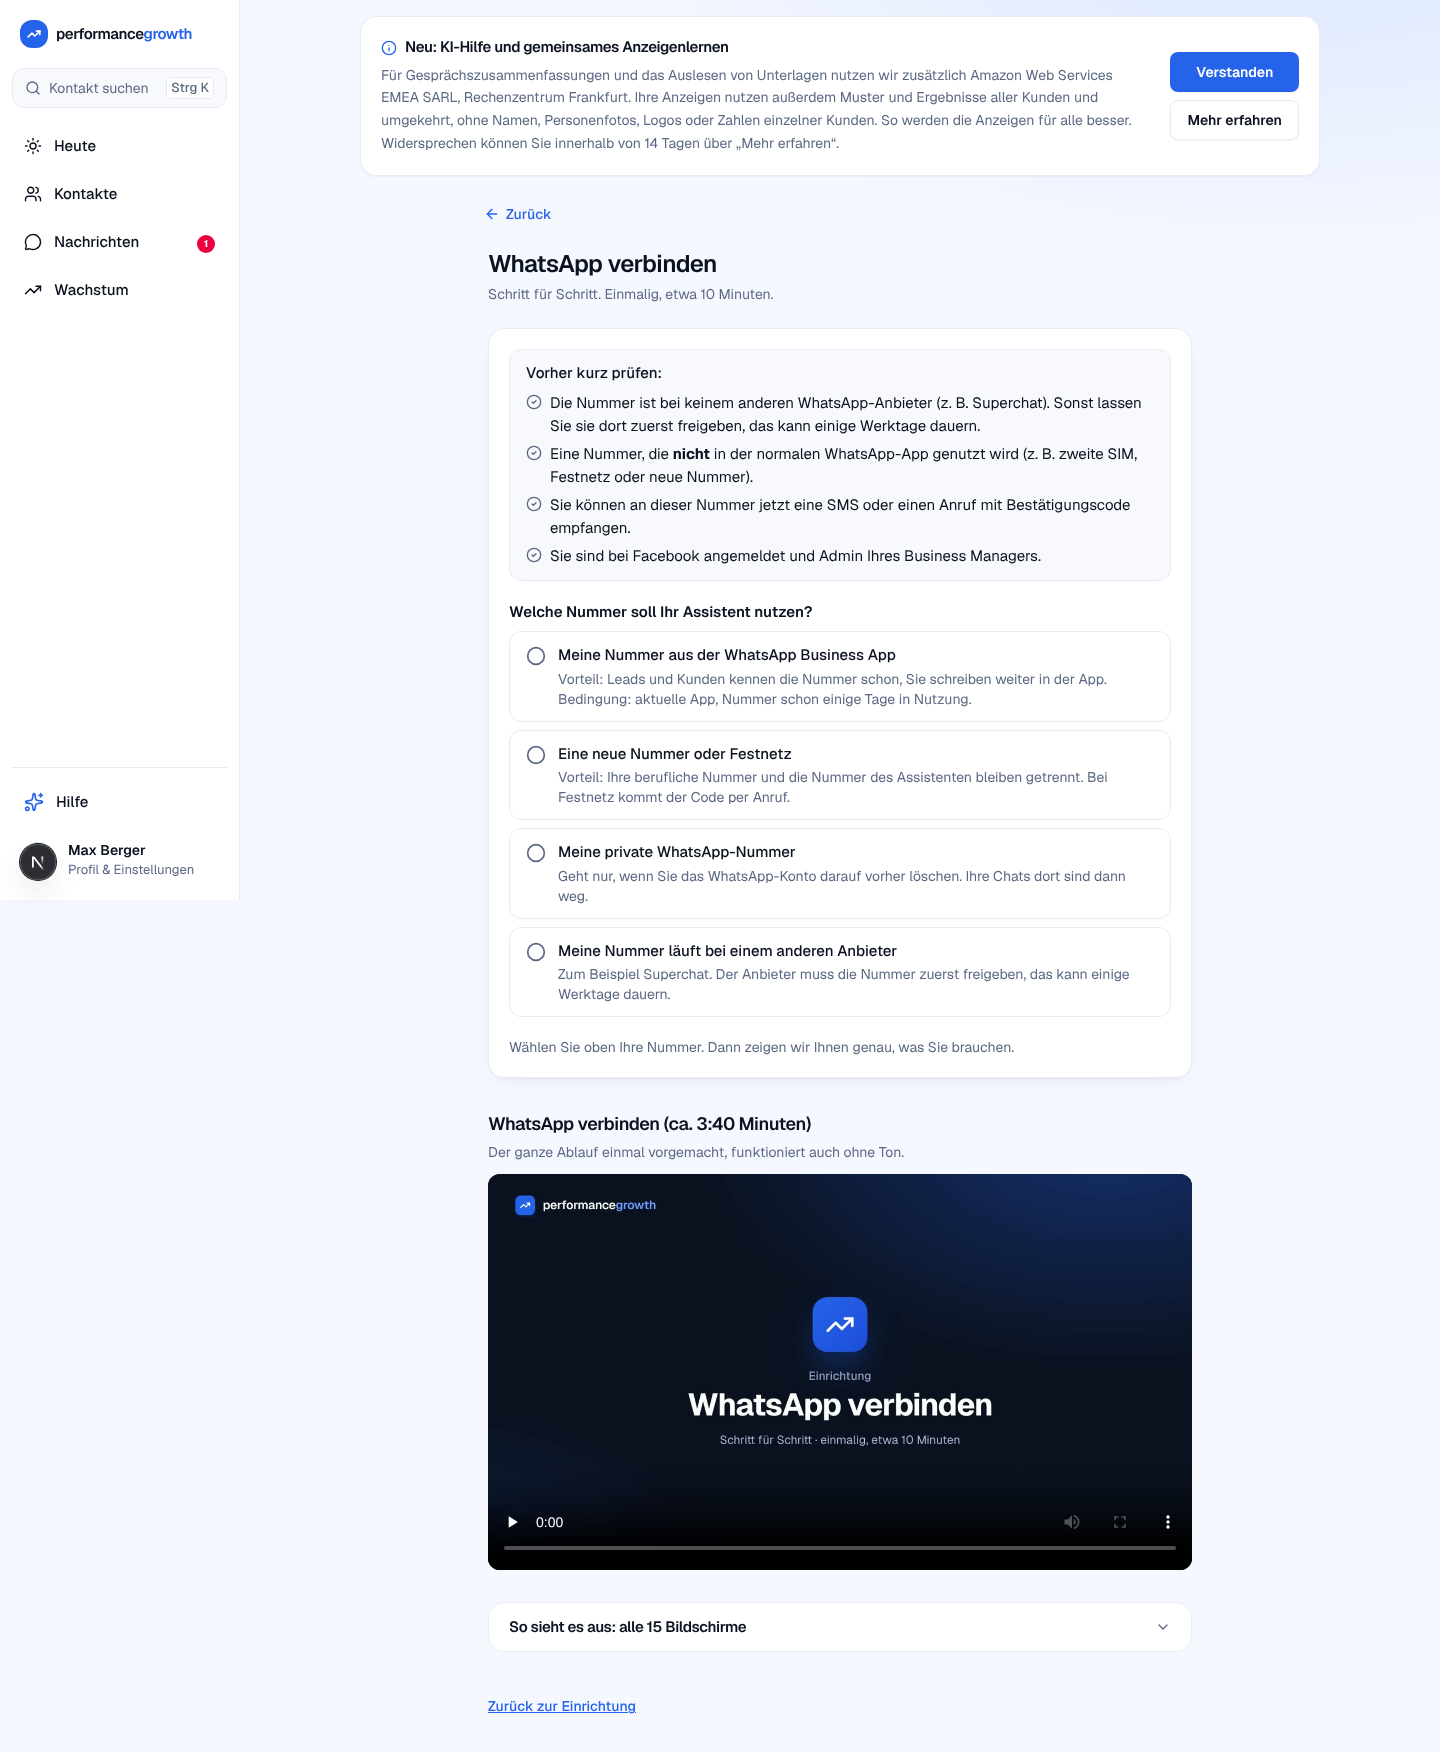 performancegrowth
Kontakt suchen Strg K
Heute
Kontakte
Nachrichten 1
Wachstum
Hilfe
Max Berger
Profil & Einstellungen
Neu: KI-Hilfe und gemeinsames Anzeigenlernen
Für Gesprächszusammenfassungen und das Auslesen von Unterlagen nutzen wir zusätzlich Amazon Web Services
EMEA SARL, Rechenzentrum Frankfurt. Ihre Anzeigen nutzen außerdem Muster und Ergebnisse aller Kunden und
umgekehrt, ohne Namen, Personenfotos, Logos oder Zahlen einzelner Kunden. So werden die Anzeigen für alle besser.
Widersprechen können Sie innerhalb von 14 Tagen über „Mehr erfahren“.
Verstanden
Mehr erfahren
Zurück
WhatsApp verbinden
Schritt für Schritt. Einmalig, etwa 10 Minuten.
Vorher kurz prüfen:
Die Nummer ist bei keinem anderen WhatsApp-Anbieter (z. B. Superchat). Sonst lassen
Sie sie dort zuerst freigeben, das kann einige Werktage dauern.
Eine Nummer, die nicht in der normalen WhatsApp-App genutzt wird (z. B. zweite SIM,
Festnetz oder neue Nummer).
Sie können an dieser Nummer jetzt eine SMS oder einen Anruf mit Bestätigungscode
empfangen.
Sie sind bei Facebook angemeldet und Admin Ihres Business Managers.
Welche Nummer soll Ihr Assistent nutzen?
Meine Nummer aus der WhatsApp Business App
Vorteil: Leads und Kunden kennen die Nummer schon, Sie schreiben weiter in der App.
Bedingung: aktuelle App, Nummer schon einige Tage in Nutzung.
Eine neue Nummer oder Festnetz
Vorteil: Ihre berufliche Nummer und die Nummer des Assistenten bleiben getrennt. Bei
Festnetz kommt der Code per Anruf.
Meine private WhatsApp-Nummer
Geht nur, wenn Sie das WhatsApp-Konto darauf vorher löschen. Ihre Chats dort sind dann
weg.
Meine Nummer läuft bei einem anderen Anbieter
Zum Beispiel Superchat. Der Anbieter muss die Nummer zuerst freigeben, das kann einige
Werktage dauern.
Wählen Sie oben Ihre Nummer. Dann zeigen wir Ihnen genau, was Sie brauchen.
WhatsApp verbinden (ca. 3:40 Minuten)
Der ganze Ablauf einmal vorgemacht, funktioniert auch ohne Ton.
performancegrowth
Einrichtung
WhatsApp verbinden
Schritt für Schritt · einmalig, etwa 10 Minuten
0:00
So sieht es aus: alle 15 Bildschirme
Zurück zur Einrichtung